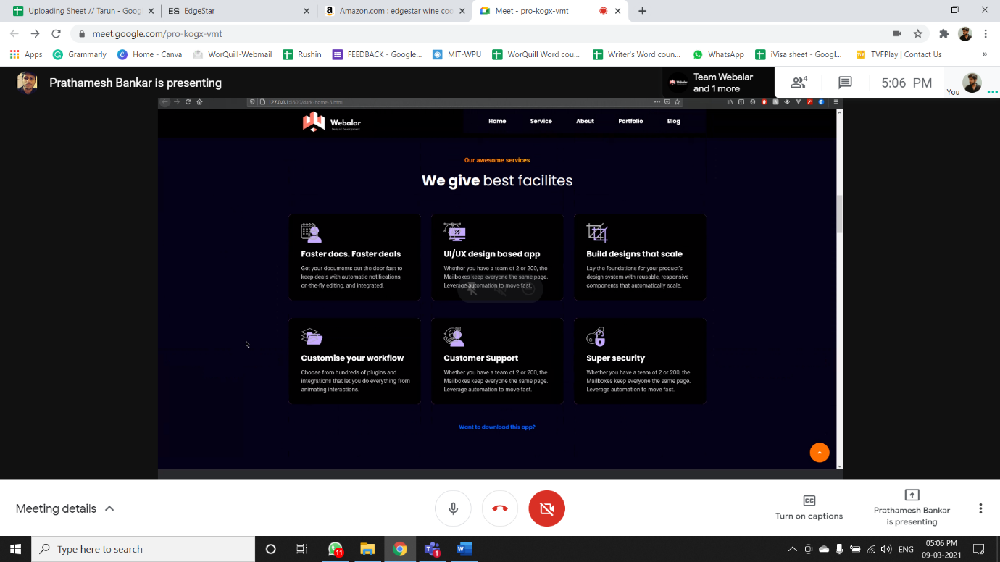 Uploading Sheet // Tarun - Goog
ES EdgeStar
Amazon.com : edgestar wine coo
Meet - pro-kogx-vmt
meet.google.com/pro-kogx-vmt
Apps
Grammarly
Home - Canva
WorQuill-Webmail
Rushin
FEEDBACK - Google...
MIT-WPU
WorQuill Word cou...
Writer's Word coun...
WhatsApp
iVisa sheet - Googl...
TVFPlay | Contact Us
»
Prathamesh Bankar is presenting
Team Webalar
and 1 more
4
5:06 PM
You
127.0.0.1:5500/dark-home-3.html
Webalar
Design | Development
Home
Service
About
Portfolio
Blog
Our awesome services
We give best facilites
Faster docs. Faster deals
Get your documents out the door fast to
keep deals with automatic notifications,
on-the-fly editing, and integrated.
UI/UX design based app
Whether you have a team of 2 or 200, the
Mailboxes keep everyone the same page.
Leverage automation to move fast.
Build designs that scale
Lay the foundations for your product's
design system with reusable, responsive
components that automatically scale.
Customise your workflow
Choose from hundreds of plugins and
integrations that let you do everything from
animating interactions.
Customer Support
Whether you have a team of 2 or 200, the
Mailboxes keep everyone the same page.
Leverage automation to move fast.
Super security
Whether you have a team of 2 or 200, the
Mailboxes keep everyone the same page.
Leverage automation to move fast.
Want to download this app?
Meeting details
CC
Turn on captions
Prathamesh Bankar
is presenting
Type here to search
11
1
ENG
05:06 PM
09-03-2021